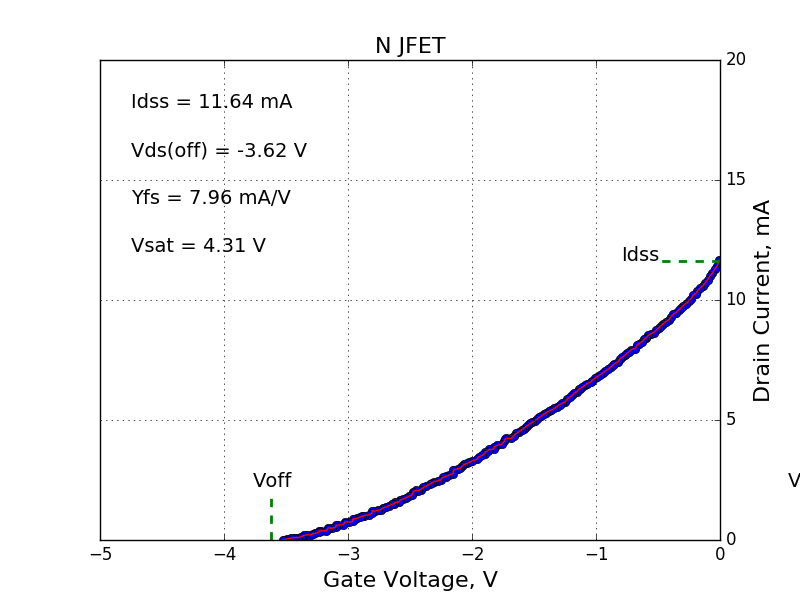 N JFET
20
Idss = 11.64 mA
Vds(off) = -3.62 V
15
Yfs = 7.96 mA/V
Vsat = 4.31 V
Idss
10
Drain Current, mA
5
Voff
V
0
−5 −4 −3 −2 −1 0
Gate Voltage, V